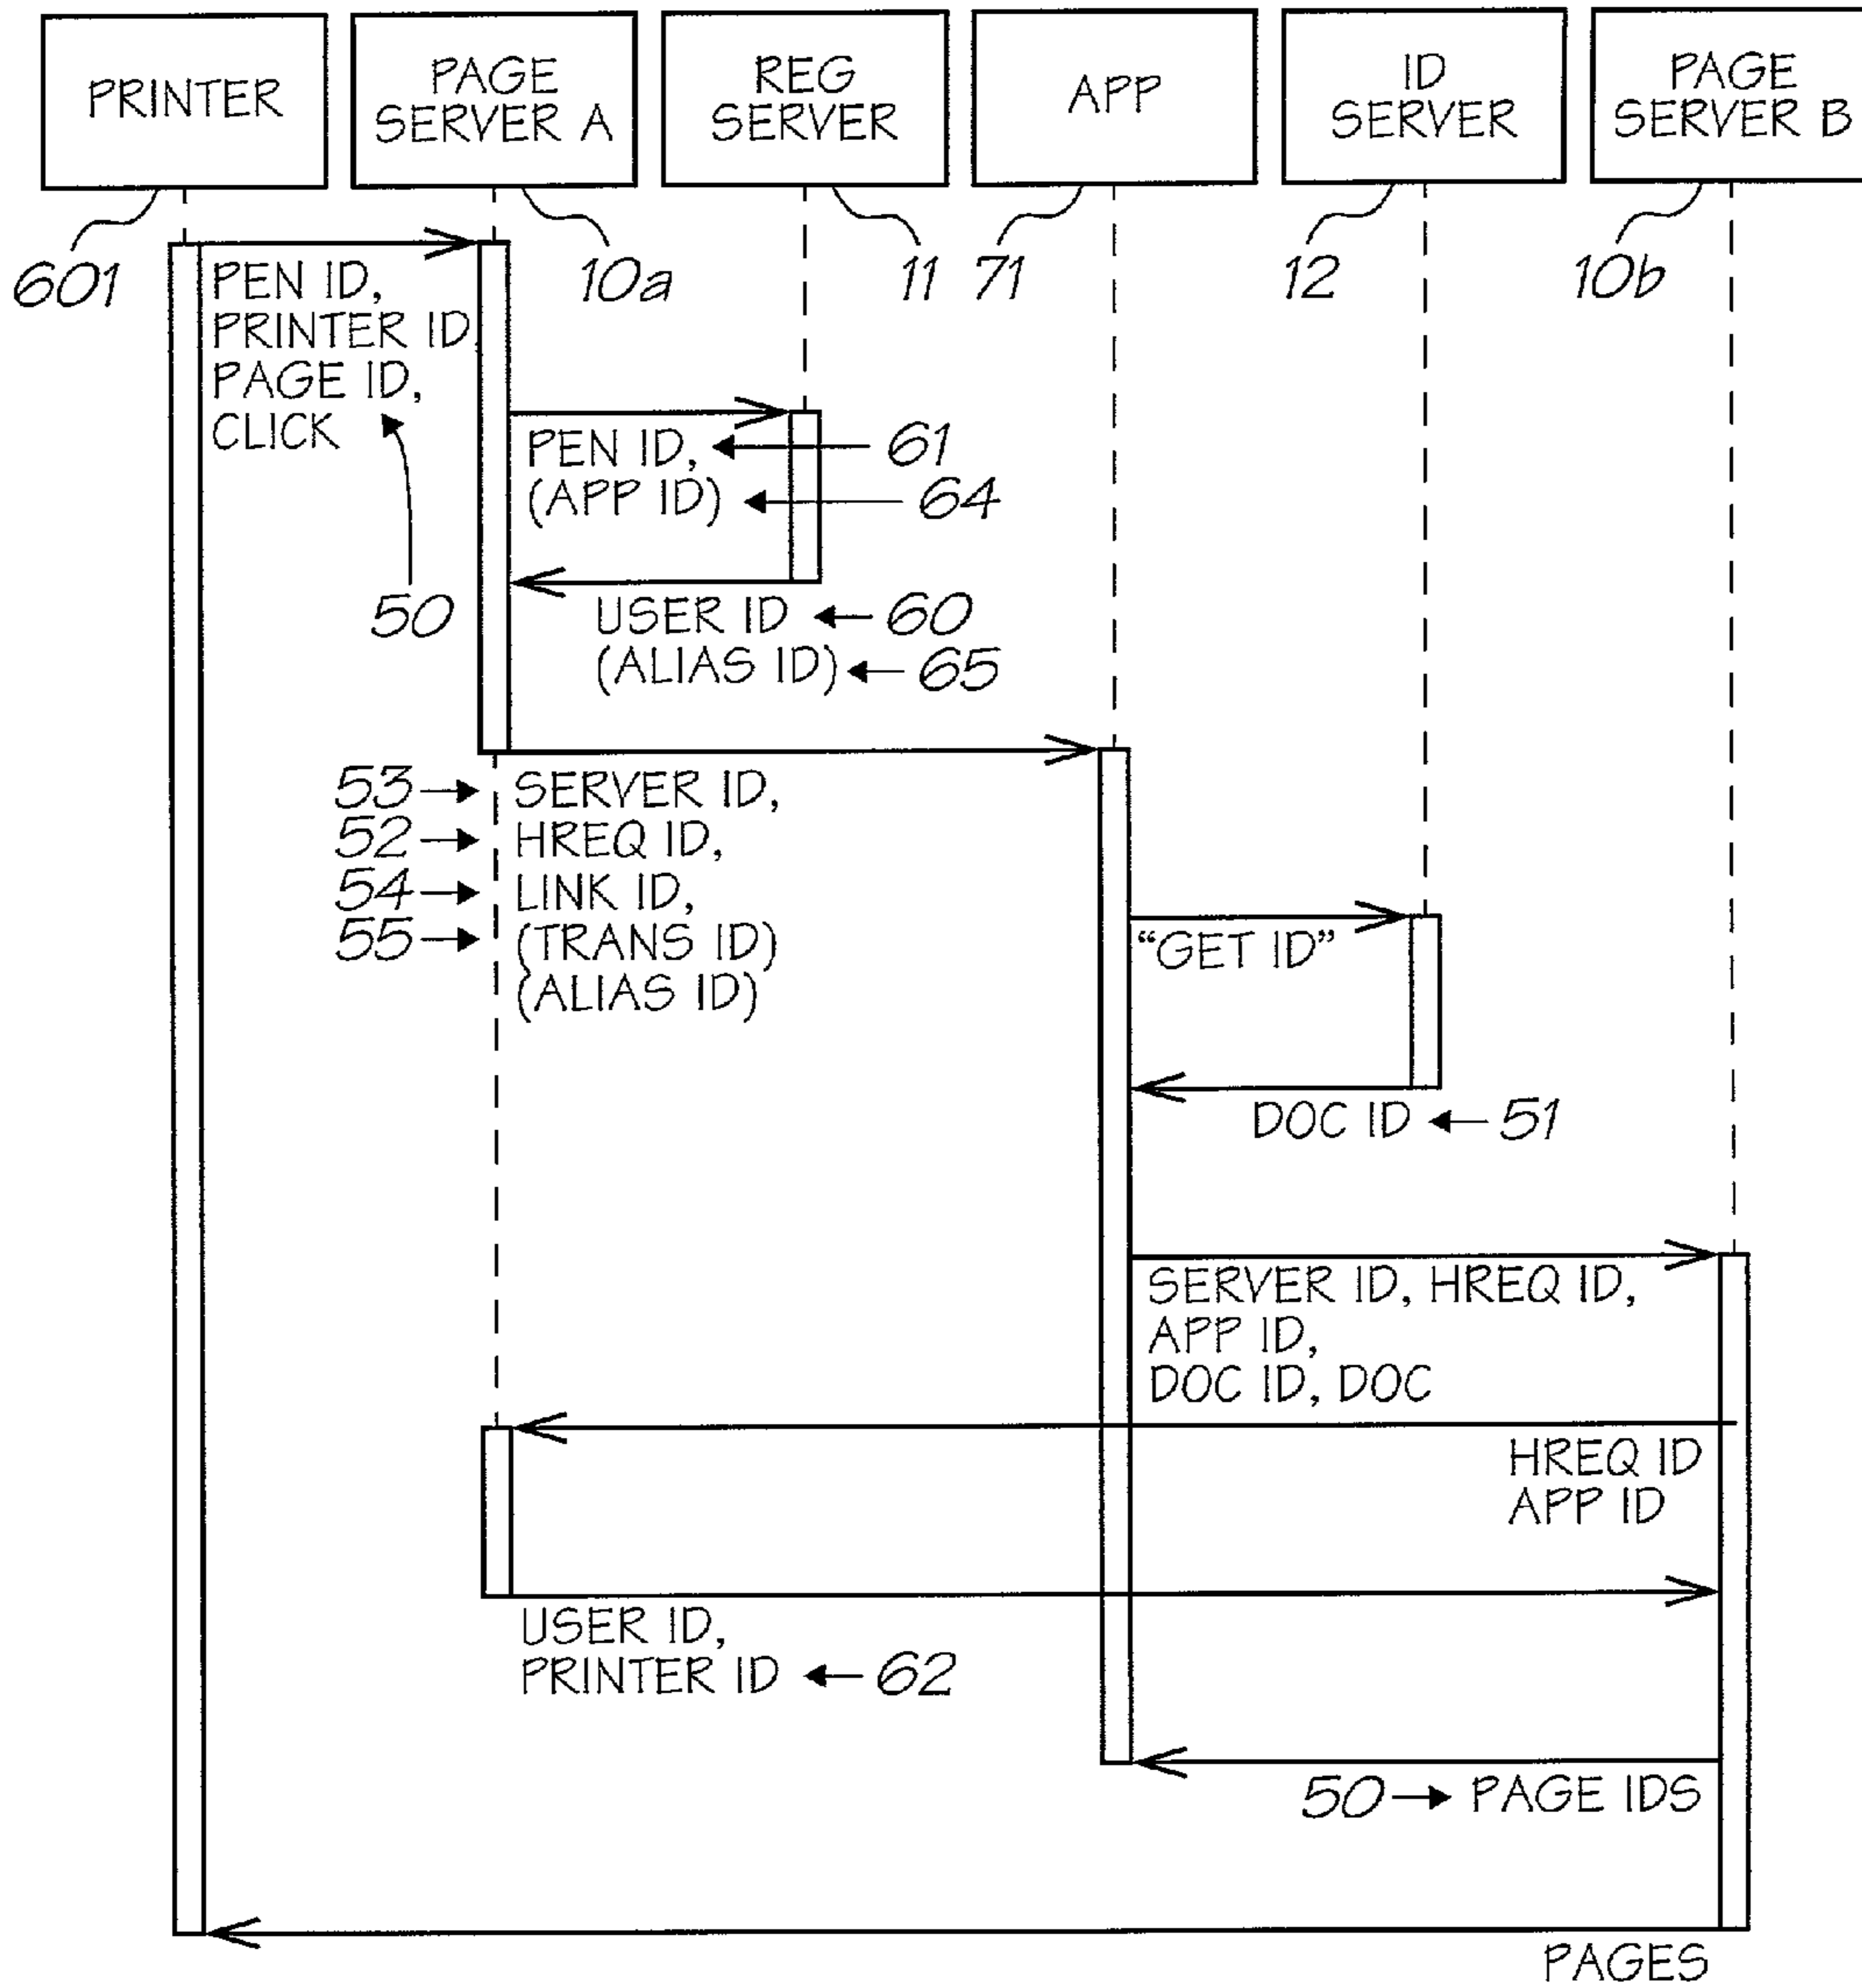 PRINTER
PAGE
SERVER A
REG
SERVER
APP
ID
SERVER
PAGE
SERVER B
601
10a
11
71
12
10b
PEN ID,
PRINTER ID
PAGE ID,
CLICK
50
PEN ID,
61
(APP ID)
64
USER ID
60
(ALIAS ID)
65
53
SERVER ID,
52
HREQ ID,
54
LINK ID,
55
(TRANS ID)
(ALIAS ID)
“GET ID”
DOC ID
51
SERVER ID, HREQ ID,
APP ID,
DOC ID, DOC
HREQ ID
APP ID
USER ID,
PRINTER ID
62
50
PAGE IDS
PAGES